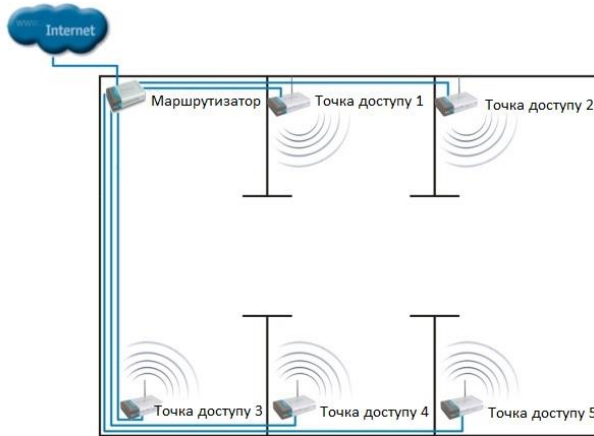 www.
Internet
Маршрутизатор
Точка доступу 1
Точка доступу 2
Точка доступу 3
Точка доступу 4
Точка доступу 5